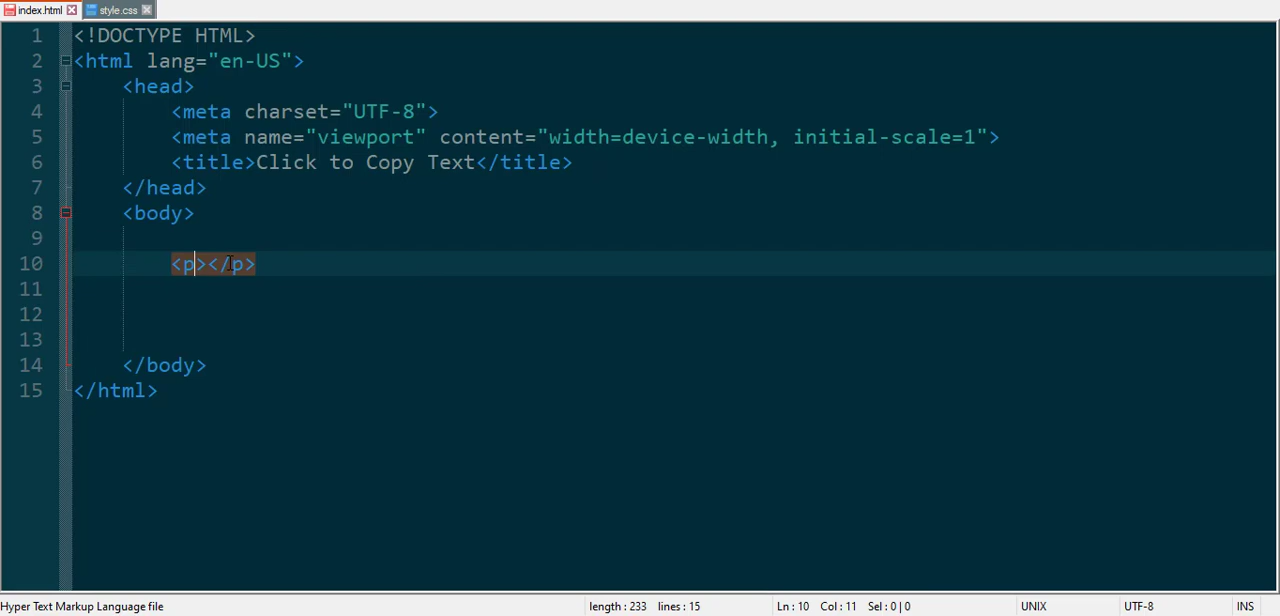 index.html style.css
1 <!DOCTYPE HTML>
2 <html lang="en-US">
3 <head>
4 <meta charset="UTF-8">
5 <meta name="viewport" content="width=device-width, initial-scale=1">
6 <title>Click to Copy Text</title>
7 </head>
8 <body>
9
10 <p></p>
11
12
13
14 </body>
15 </html>
Hyper Text Markup Language file length : 233 lines : 15 Ln : 10 Col : 11 Sel : 0 | 0 UNIX UTF-8 INS